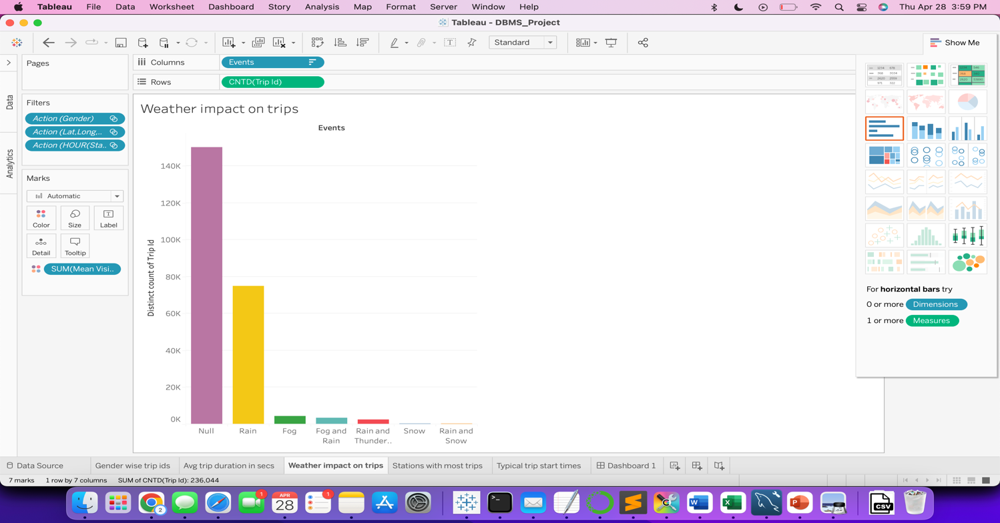 Tableau File Data Worksheet Dashboard Story Analysis Map Format Server Window Help Thu Apr 28 3:59 PM
Tableau - DBMS_Project
Standard
Show Me
Pages
Columns Events
Rows CNTD(Trip Id)
Data
Analytics
Filters
Action (Gender)
Action (Lat,Long,...
Action (HOUR(Sta..
Marks
Automatic
Color Size Label
Detail Tooltip
SUM(Mean Visi..
Weather impact on trips
Events
Distinct count of Trip Id
140K
120K
100K
80K
60K
40K
20K
0K
Null Rain Fog Fog and Rain Rain and Thunder.. Snow Rain and Snow
For horizontal bars try
0 or more Dimensions
1 or more Measures
Data Source Gender wise trip ids Avg trip duration in secs Weather impact on trips Stations with most trips Typical trip start times Dashboard 1
7 marks 1 row by 7 columns SUM of CNTD(Trip Id): 236,044
2
1
APR
28
1
>_
W
X
P
CSV